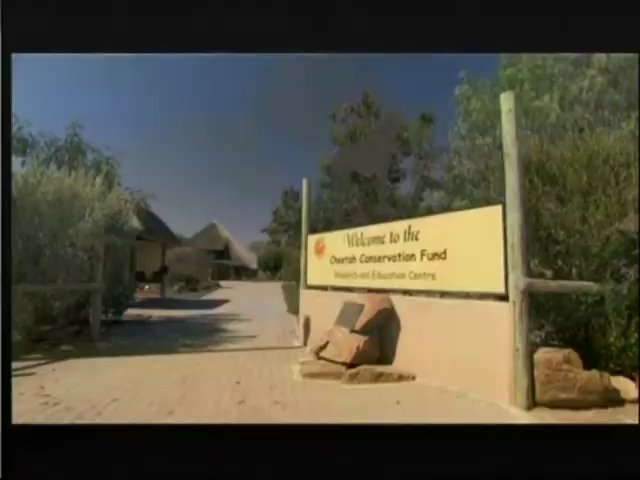 Welcome to the
Cheetah Conservation Fund
Research and Education Centre